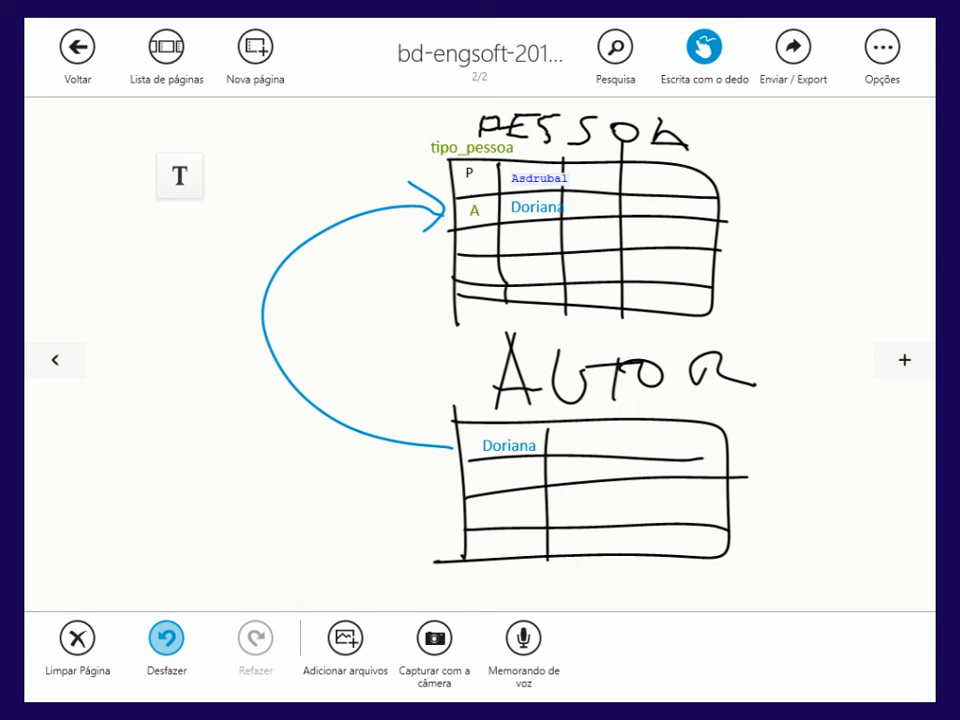 Voltar
Lista de páginas
Nova página
bd-engsoft-201...
2/2
Pesquisa
Escrita com o dedo
Enviar / Export
Opções
T
PESSOA
tipo_pessoa
P Asdrubal
A Doriana
AUTOR
Doriana
Limpar Página
Desfazer
Refazer
Adicionar arquivos
Capturar com a
câmera
Memorando de
voz